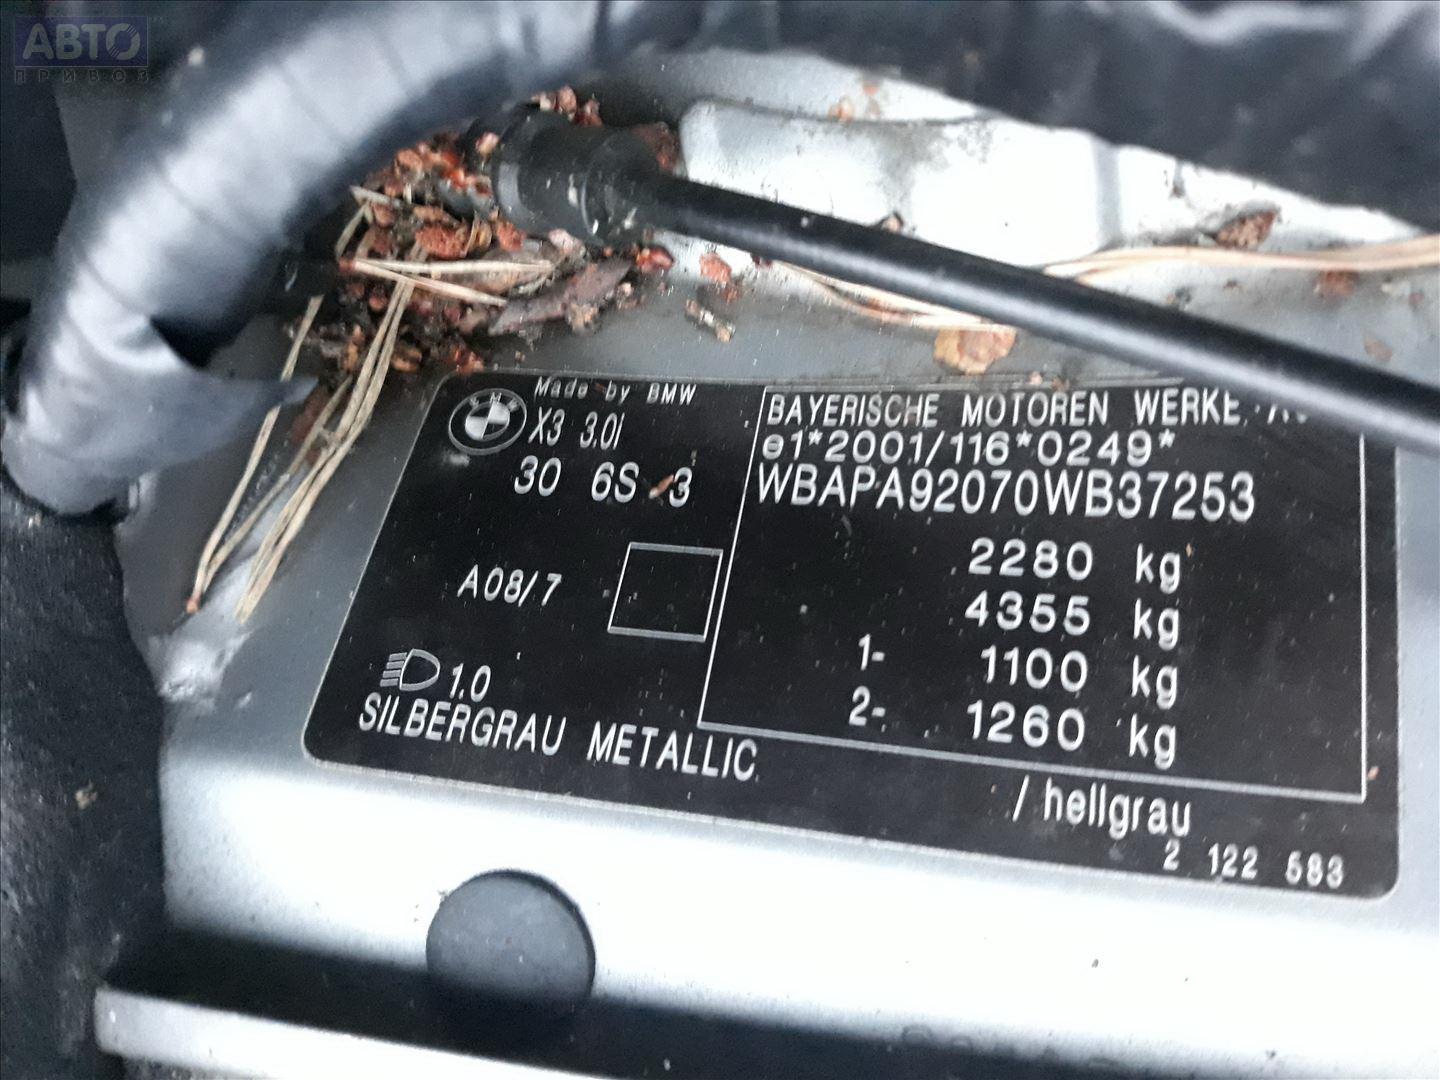 АВТО
ПРИВОЗ
Made by BMW
BMW
X3 3.0i
30 6S 3
A08/7
1.0
SILBERGRAU METALLIC
BAYERISCHE MOTOREN WERKE
e1*2001/116*0249*
WBAPA92070WB37253
2280 kg
4355 kg
1- 1100 kg
2- 1260 kg
/ hellgrau
2 122 583